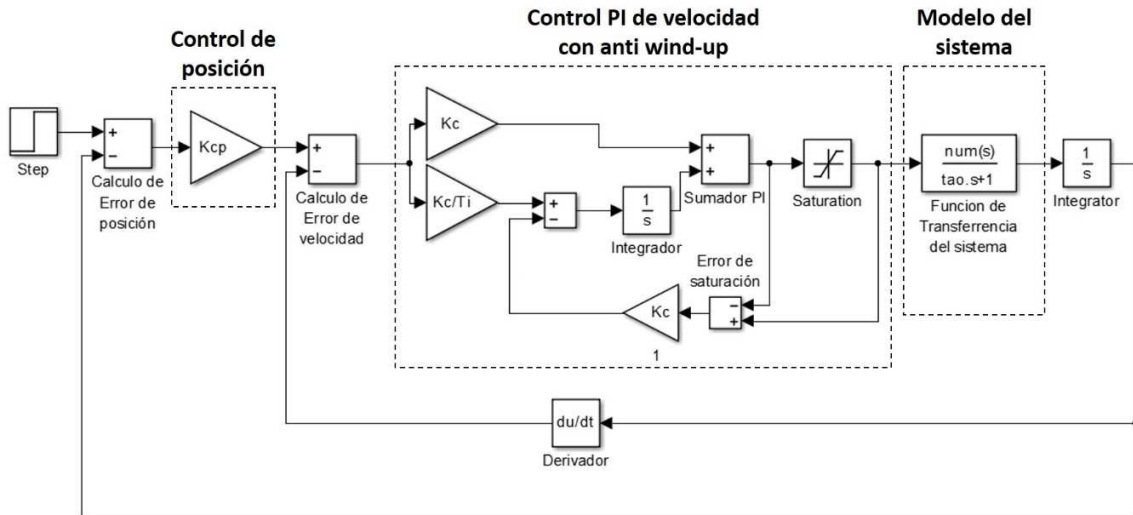 Control de
posición
Control PI de velocidad
con anti wind-up
Modelo del
sistema
Step
+
−
Calculo de
Error de
posición
Kcp
+
−
Calculo de
Error de
velocidad
Kc
Kc/Ti
+
−
1
s
Integrador
+
+
Sumador PI
Saturation
Error de
saturación
−
+
Kc
1
num(s)
tao.s+1
Funcion de
Transferrencia
del sistema
1
s
Integrator
du/dt
Derivador